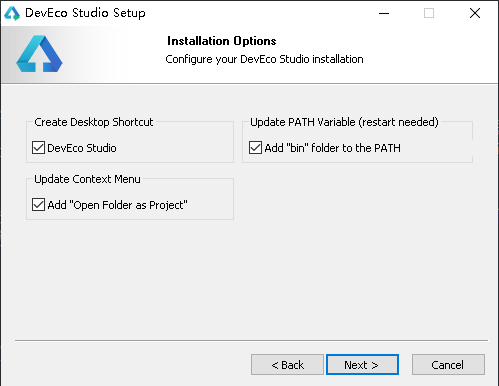 DevEco Studio Setup
Installation Options
Configure your DevEco Studio installation
Create Desktop Shortcut
DevEco Studio
Update PATH Variable (restart needed)
Add "bin" folder to the PATH
Update Context Menu
Add "Open Folder as Project"
< Back
Next >
Cancel